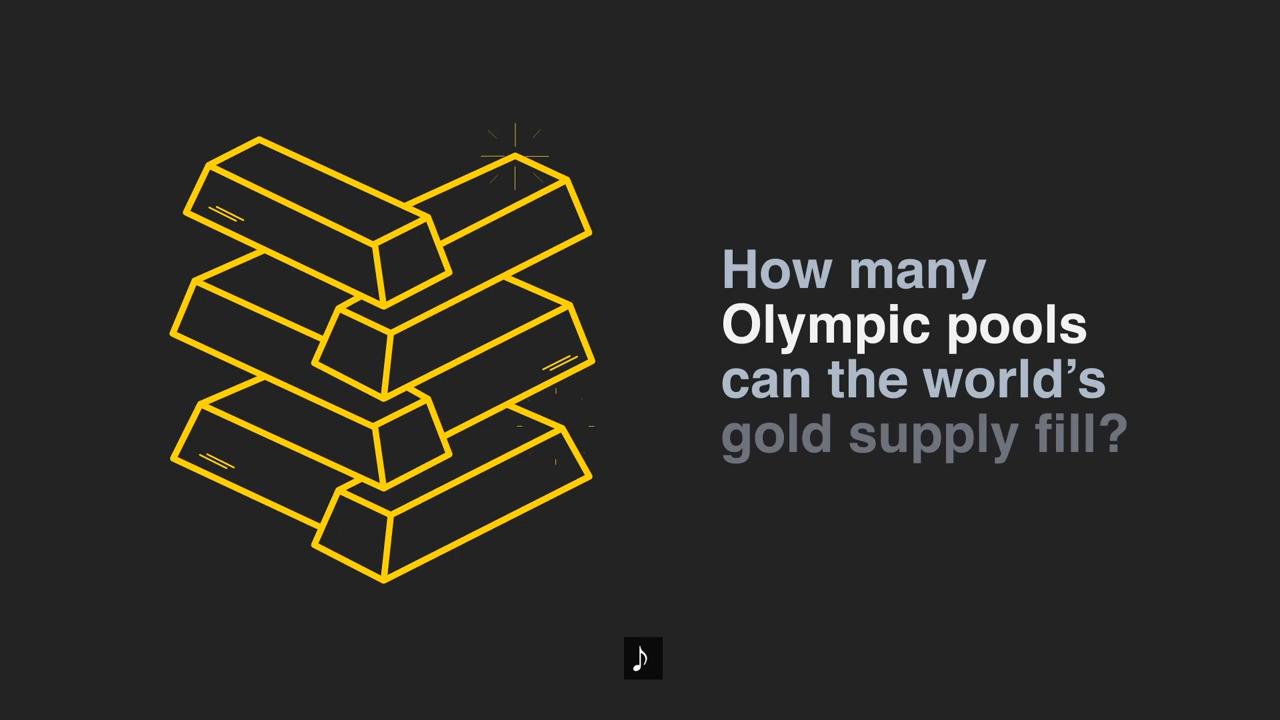 How many
Olympic pools
can the world’s
gold supply fill?
♪